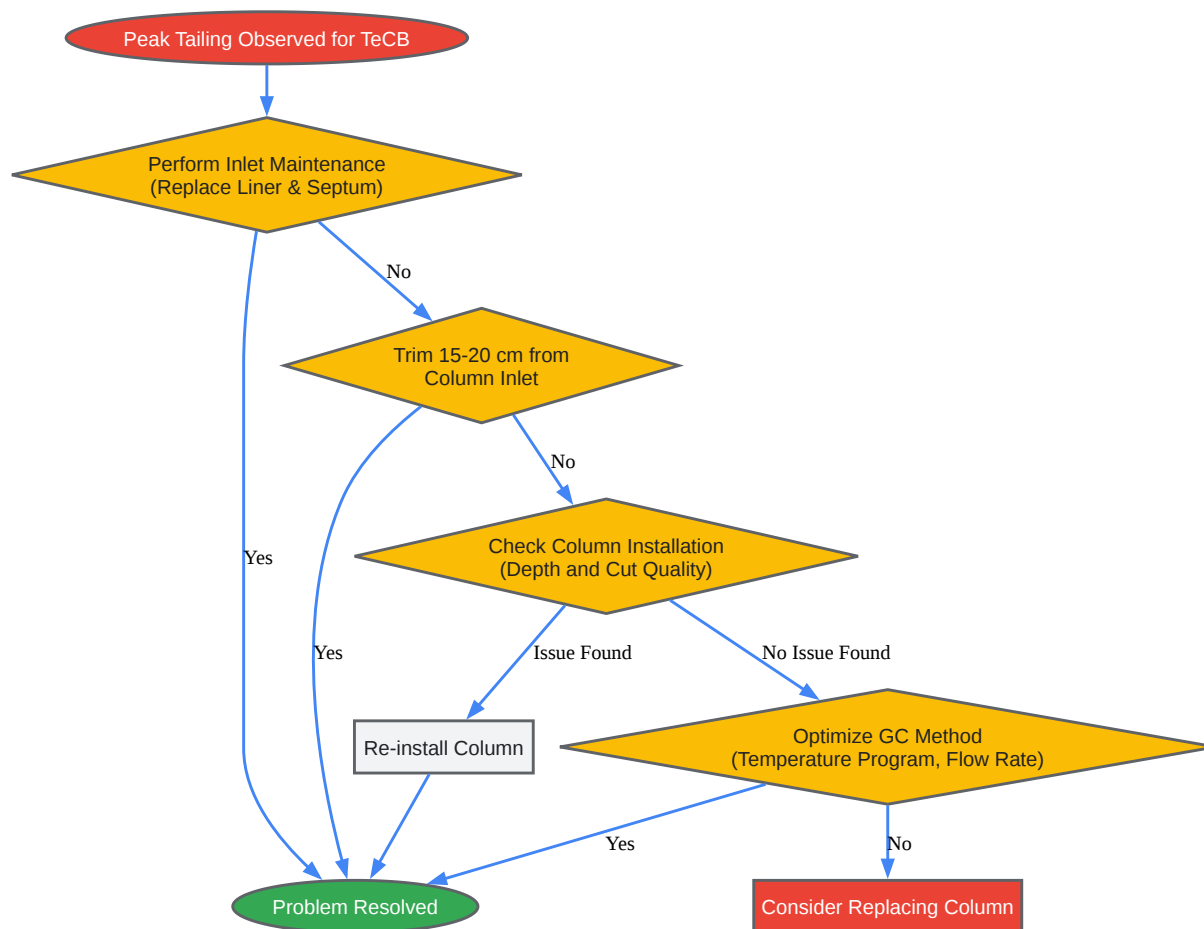 Peak Tailing Observed for TeCB
Perform Inlet Maintenance
(Replace Liner & Septum)
No
Trim 15-20 cm from
Column Inlet
No
Check Column Installation
(Depth and Cut Quality)
Yes
Yes
Issue Found
No Issue Found
Re-install Column
Optimize GC Method
(Temperature Program, Flow Rate)
Yes
No
Problem Resolved
Consider Replacing Column